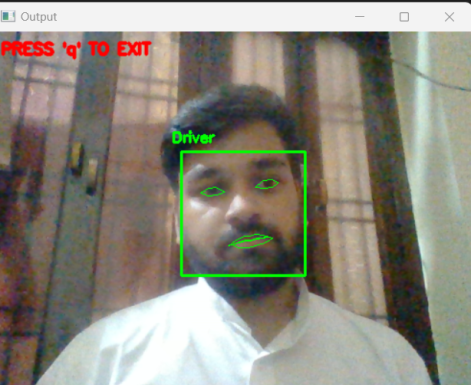 Output
PRESS 'q' TO EXIT
Driver